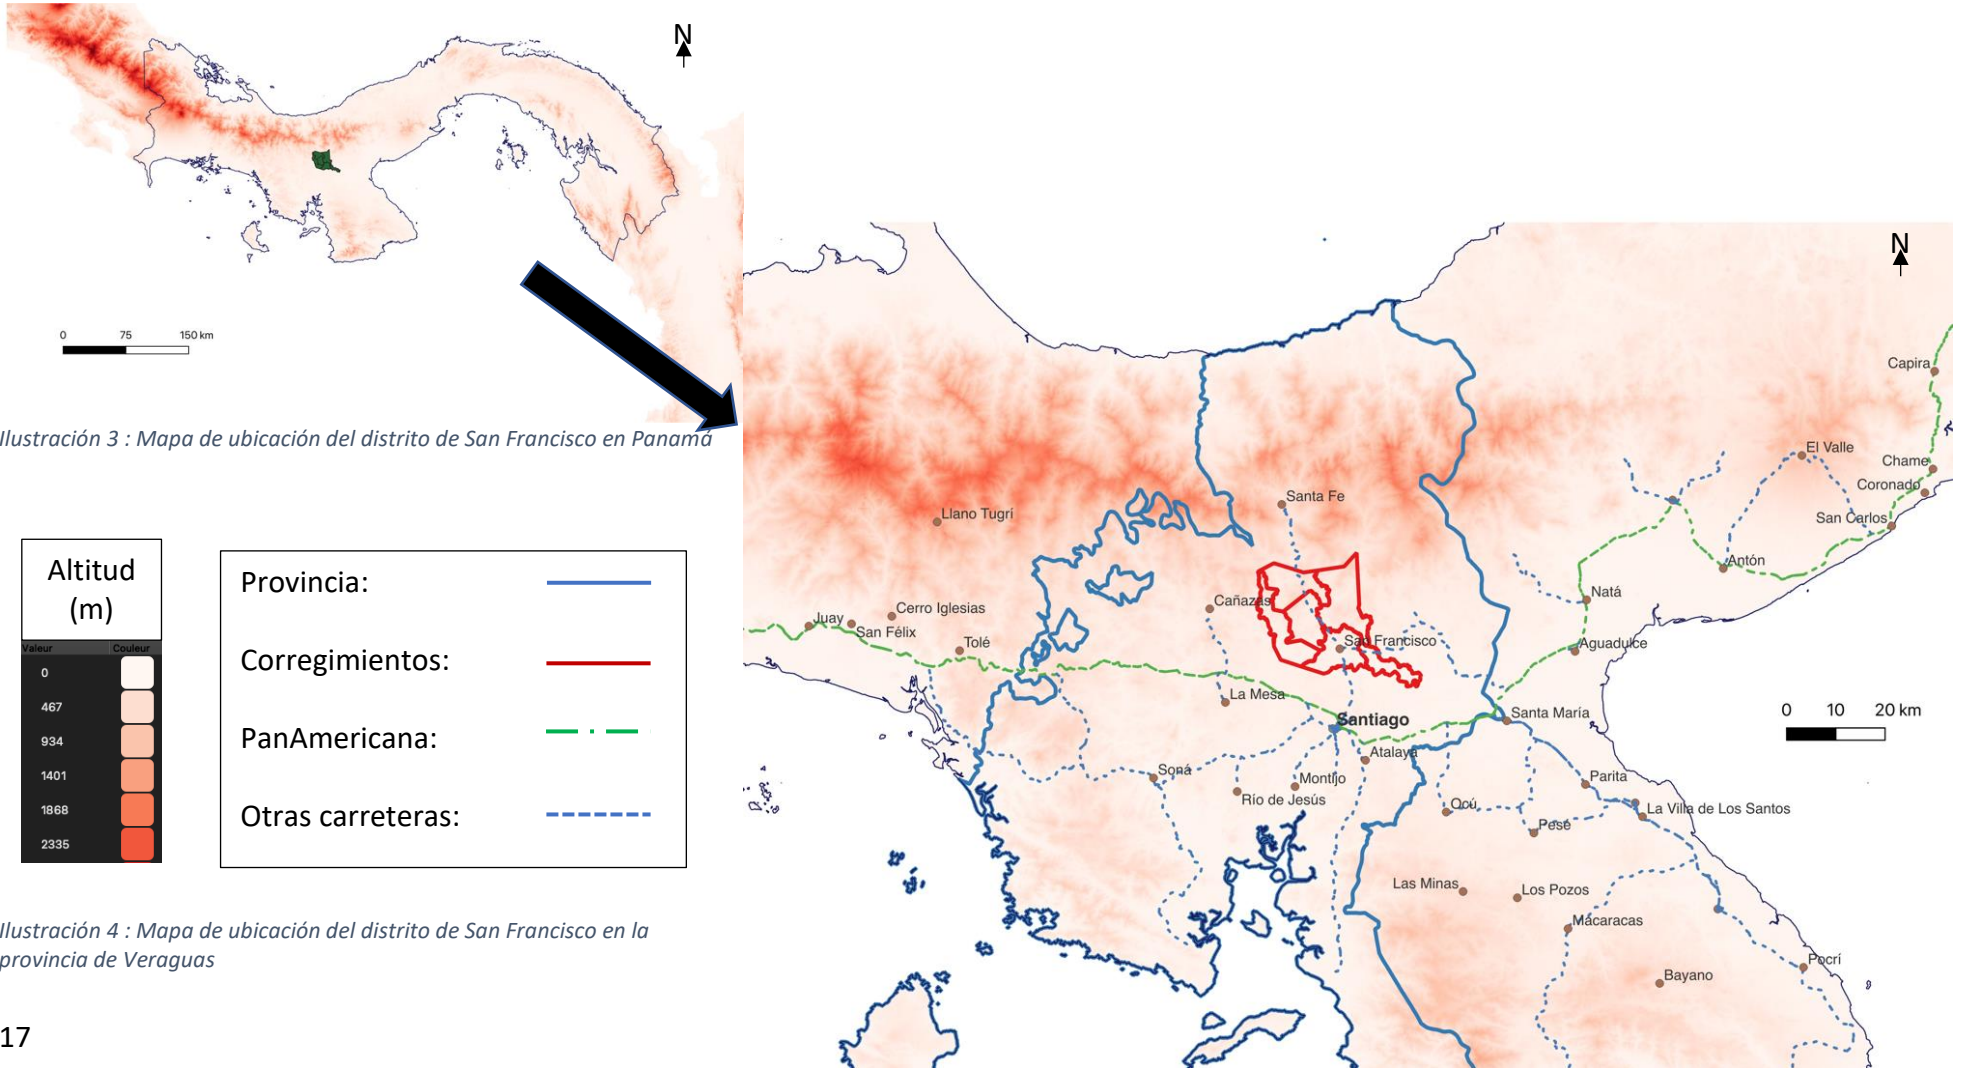 N
0 75 150 km
Ilustración 3 : Mapa de ubicación del distrito de San Francisco en Panamá
Altitud
(m)
Valeur Couleur
0
467
934
1401
1868
2335
Provincia:
Corregimientos:
PanAmericana:
Otras carreteras:
Ilustración 4 : Mapa de ubicación del distrito de San Francisco en la
provincia de Veraguas
17
N
Capira
El Valle
Chame
Coronado
San Carlos
Santa Fe
Llano Tugrí
Antón
Natá
Cañazas
Cerro Iglesias
Juay
San Félix
Tolé
San Francisco
Aguadulce
La Mesa
Santiago
Santa María
0 10 20 km
Atalaya
Soná
Montijo
Río de Jesús
Parita
Ocú
La Villa de Los Santos
Pesé
Las Minas
Los Pozos
Macaracas
Pocrí
Bayano